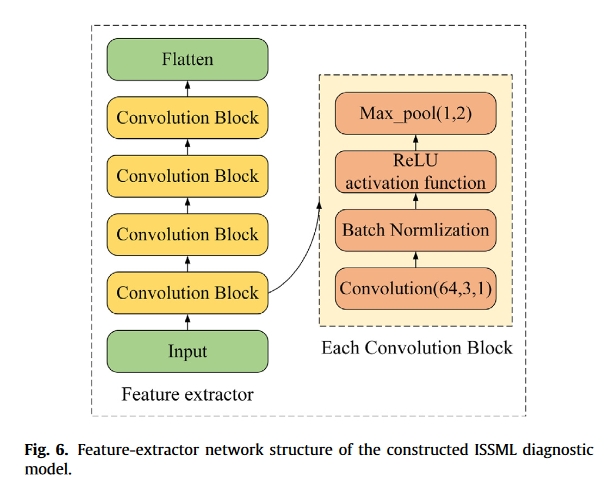 Flatten
Convolution Block
Convolution Block
Convolution Block
Convolution Block
Input
Feature extractor
Max_pool(1,2)
ReLU
activation function
Batch Normlization
Convolution(64,3,1)
Each Convolution Block
Fig. 6. Feature-extractor network structure of the constructed ISSML diagnostic
model.